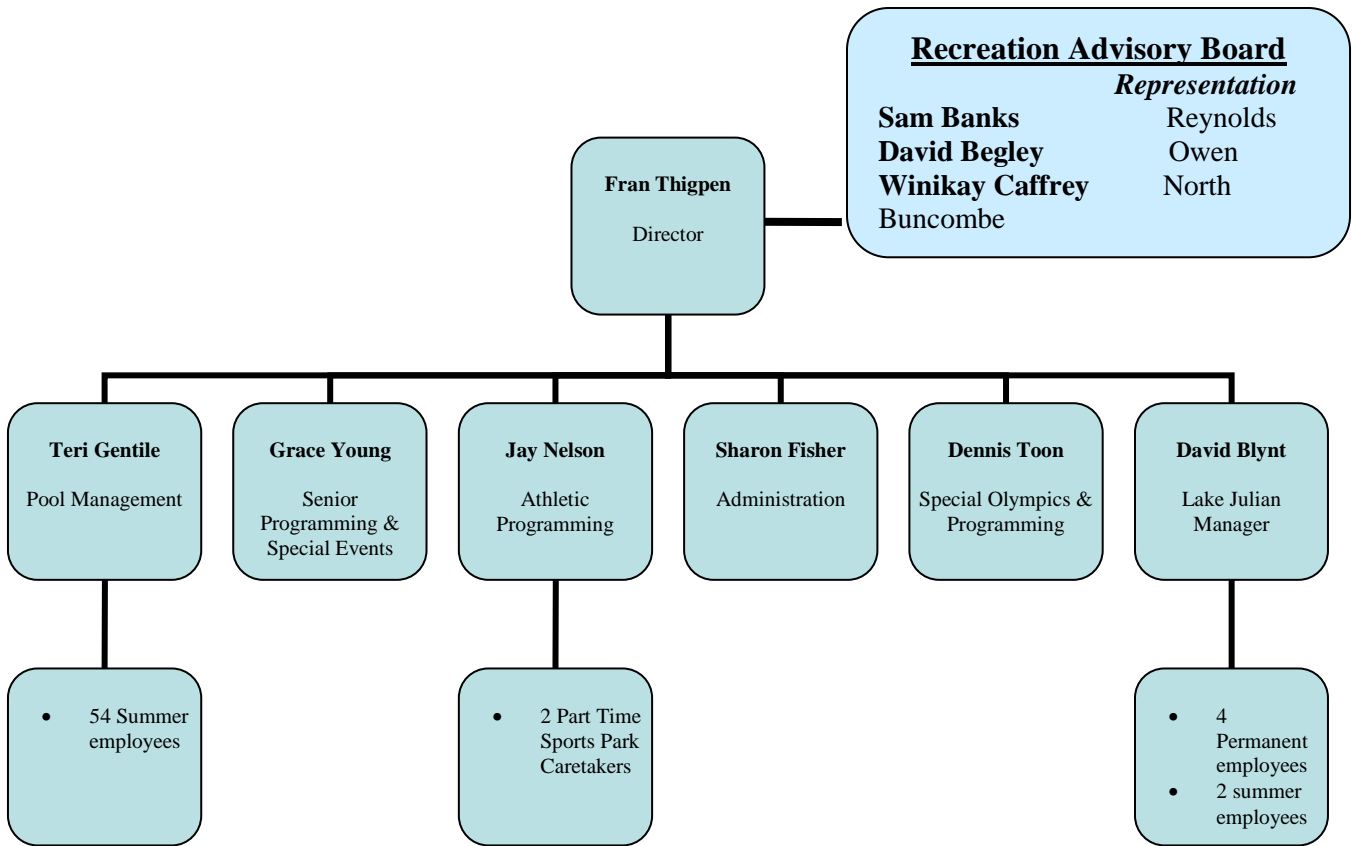 Recreation Advisory Board
Representation
Sam Banks Reynolds
David Begley Owen
Winikay Caffrey North
Buncombe
Fran Thigpen
Director
Teri Gentile
Pool Management
Grace Young
Senior
Programming &
Special Events
Jay Nelson
Athletic
Programming
Sharon Fisher
Administration
Dennis Toon
Special Olympics &
Programming
David Blynt
Lake Julian
Manager
• 54 Summer
employees
• 2 Part Time
Sports Park
Caretakers
• 4
Permanent
employees
• 2 summer
employees